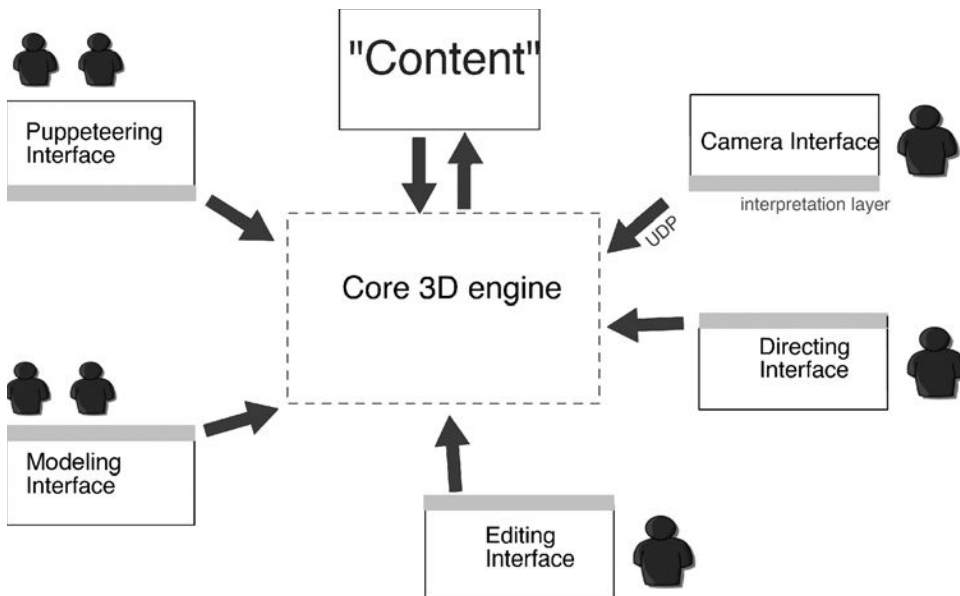 "Content"
Puppeteering
Interface
Camera Interface
interpretation layer
UDP
Core 3D engine
Directing
Interface
Modeling
Interface
Editing
Interface